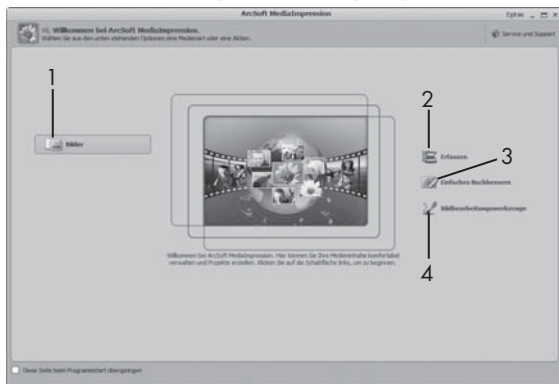 ArcSoft MediaImpression
Extras
Hi, Willkommen bei ArcSoft MediaImpression.
Wählen Sie aus den unten stehenden Optionen eine Medienart oder eine Aktion.
Service und Support
1
2
3
4
Bilder
Erfassen
Einfaches Nachbessern
Bildbearbeitungswerkzeuge
Willkommen bei ArcSoft MediaImpression. Hier können Sie Ihre Medieninhalte komfortabel
verwalten und Projekte erstellen. Klicken Sie auf die Schaltfläche links, um zu beginnen.
Diese Seite beim Programmstart überspringen